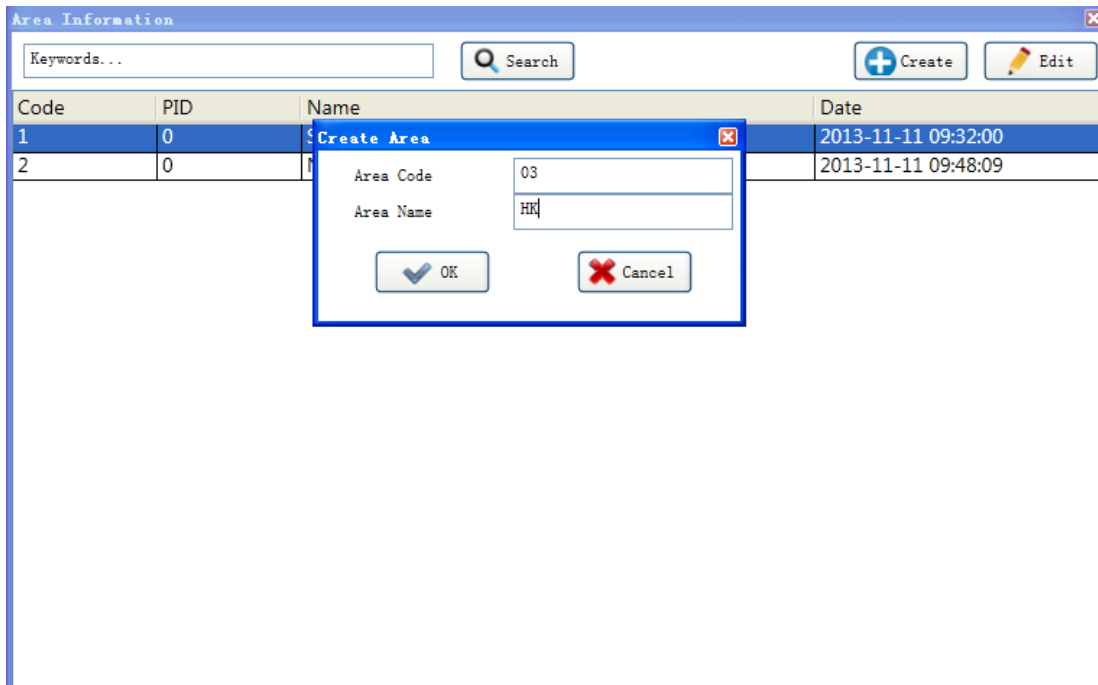 Area Information
Keywords... Search Create Edit
Code PID Name Date
1 0 2013-11-11 09:32:00
2 0 2013-11-11 09:48:09
Create Area
Area Code 03
Area Name HK
OK Cancel